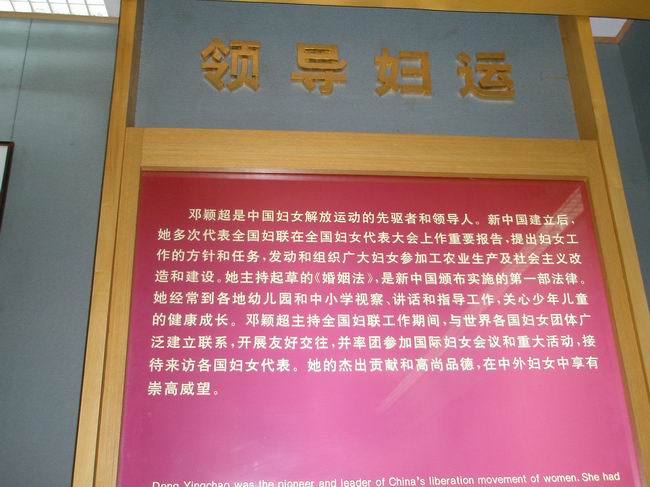 领导妇运
邓颖超是中国妇女解放运动的先驱者和领导人。新中国建立后,
她多次代表全国妇联在全国妇女代表大会上作重要报告,提出妇女工
作的方针和任务,发动和组织广大妇女参加工农业生产及社会主义改
造和建设。她主持起草的《婚姻法》,是新中国颁布实施的第一部法律。
她经常到各地幼儿园和中小学视察、讲话和指导工作,关心少年儿童
的健康成长。邓颖超主持全国妇联工作期间,与世界各国妇女团体广
泛建立联系,开展友好交往,并率团参加国际妇女会议和重大活动,接
待来访各国妇女代表。她的杰出贡献和高尚品德,在中外妇女中享有
崇高威望。
Deng Yingchao was the pioneer and leader of China's liberation movement of women. She had